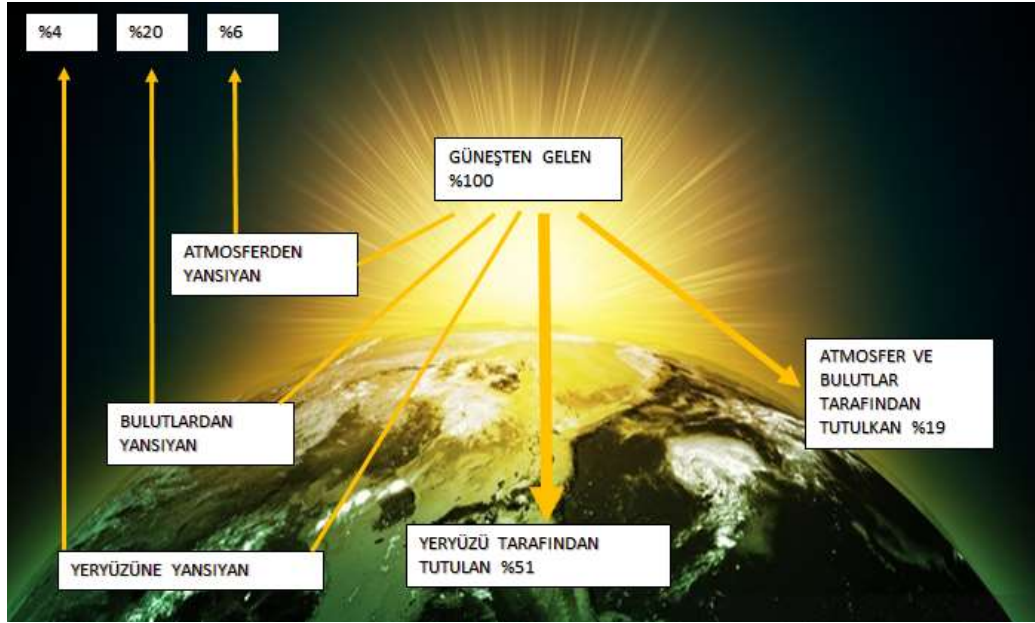 %4
%20
%6
GÜNEŞTEN GELEN
%100
ATMOSFERDEN
YANSIYAN
ATMOSFER VE
BULUTLAR
TARAFINDAN
TUTULKAN %19
BULUTLARDAN
YANSIYAN
YERYÜZÜ TARAFINDAN
TUTULAN %51
YERYÜZÜNE YANSIYAN